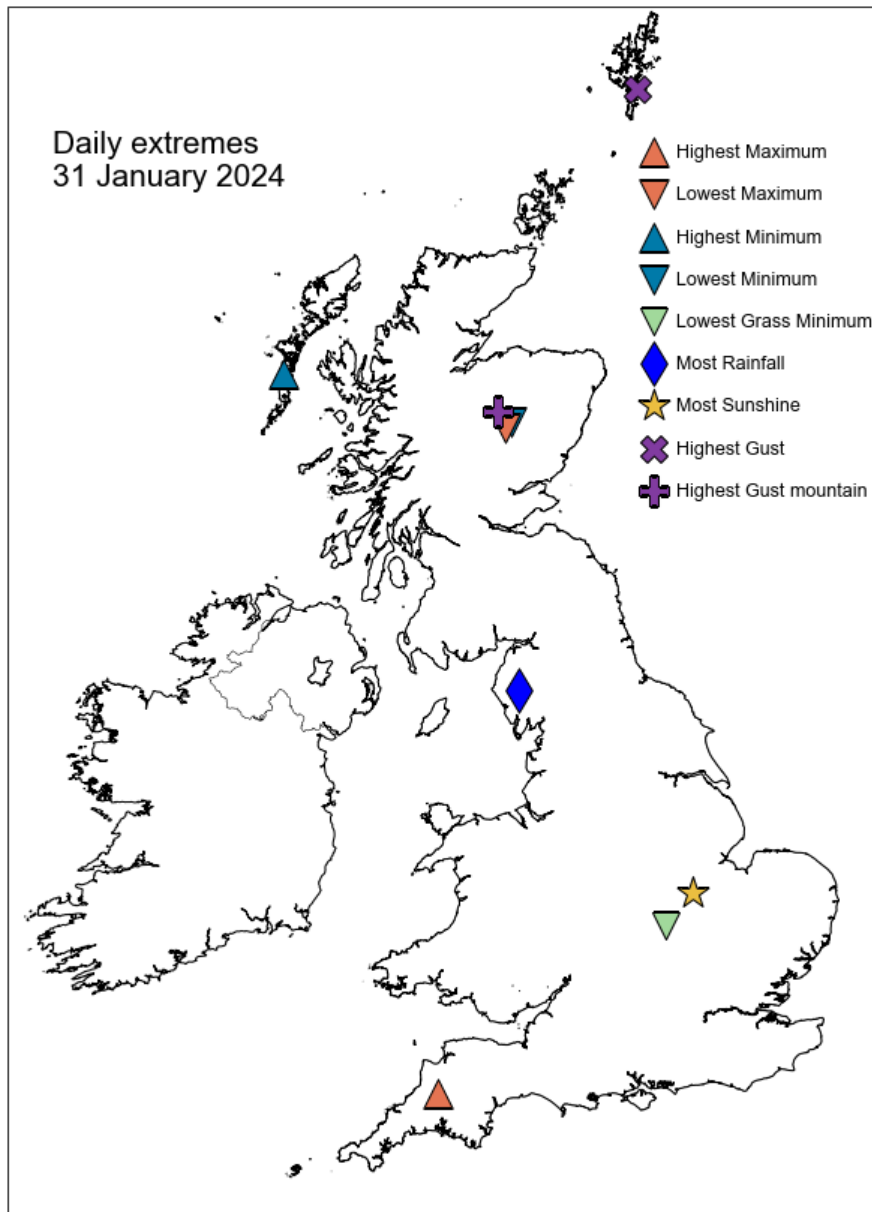 Daily extremes
31 January 2024
Highest Maximum
Lowest Maximum
Highest Minimum
Lowest Minimum
Lowest Grass Minimum
Most Rainfall
Most Sunshine
Highest Gust
Highest Gust mountain